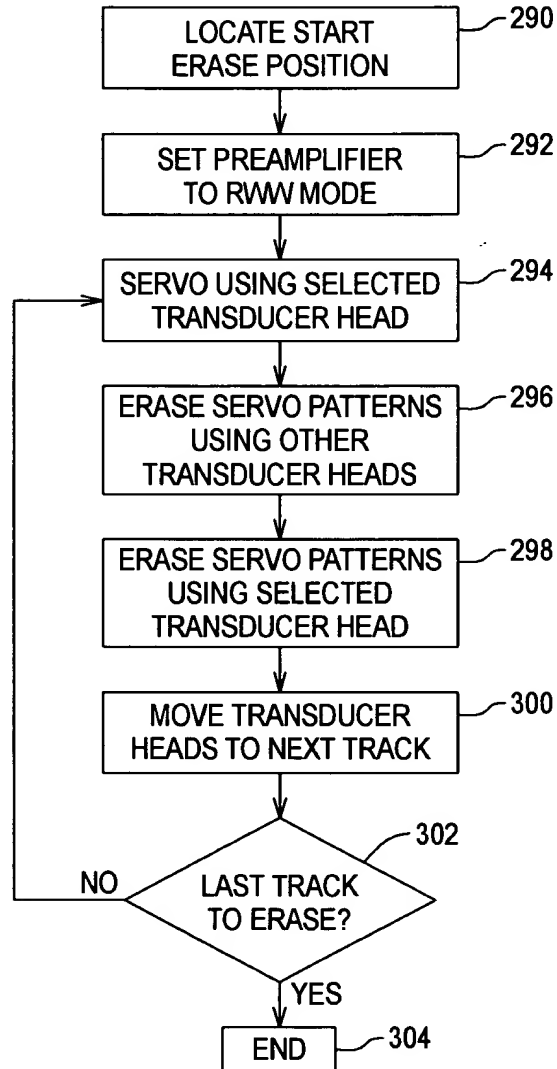 LOCATE START
ERASE POSITION
290
SET PREAMPLIFIER
TO RWW MODE
292
SERVO USING SELECTED
TRANSDUCER HEAD
294
ERASE SERVO PATTERNS
USING OTHER
TRANSDUCER HEADS
296
ERASE SERVO PATTERNS
USING SELECTED
TRANSDUCER HEAD
298
MOVE TRANSDUCER
HEADS TO NEXT TRACK
300
LAST TRACK
TO ERASE?
302
NO
YES
END
304